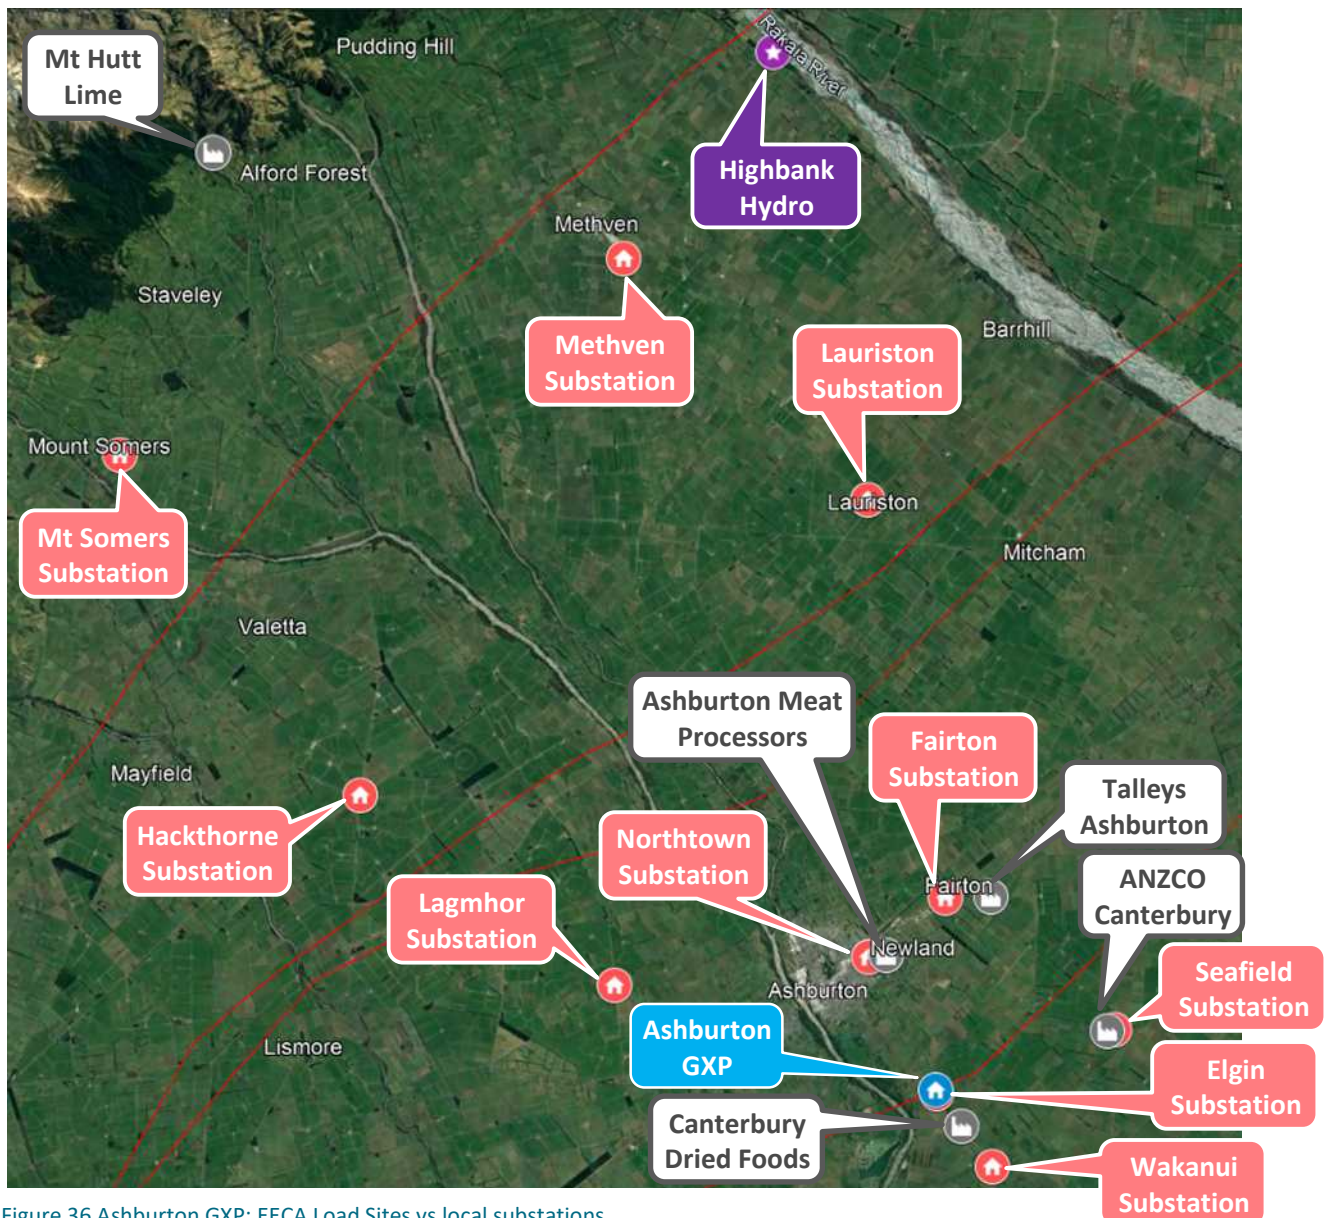 Pudding Hill
Rakaia River
Mt Hutt
Lime
Alford Forest
Highbank
Hydro
Methven
Staveley
Methven
Substation
Barrhill
Lauriston
Substation
Mount Somers
Lauriston
Mt Somers
Substation
Mitcham
Valetta
Ashburton Meat
Processors
Fairton
Substation
Mayfield
Talleys
Ashburton
Hackthorne
Substation
Northtown
Substation
Fairton
ANZCO
Canterbury
Lagmhor
Substation
Newland
Ashburton
Seafield
Substation
Ashburton
GXP
Lismore
Elgin
Substation
Canterbury
Dried Foods
Wakanui
Substation
Figure 36 Ashburton GXP: EECA Load Sites vs local substations